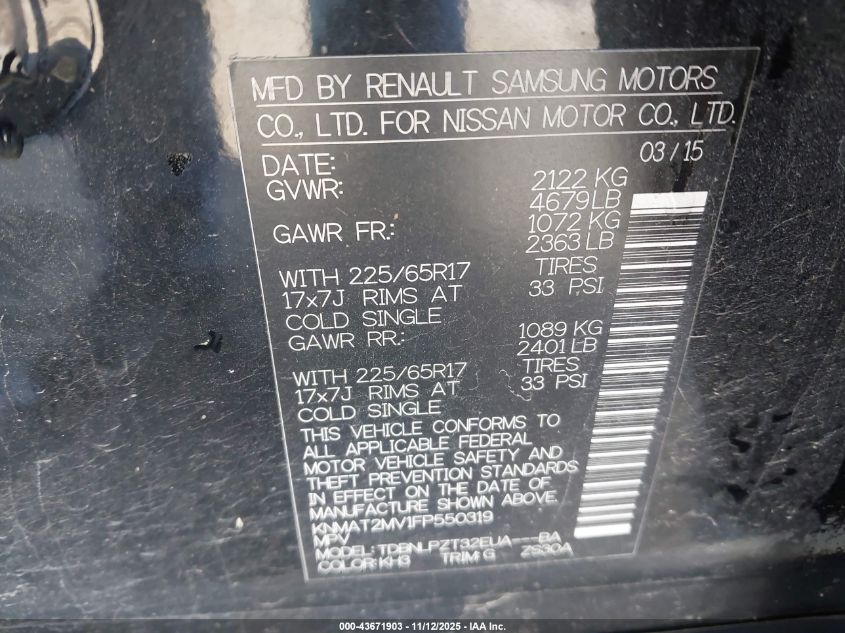 MFD BY RENAULT SAMSUNG MOTORS
CO., LTD. FOR NISSAN MOTOR CO., LTD.
DATE: 03 / 15
GVWR: 2122 KG
4679 LB
GAWR FR.: 1072 KG
2363 LB
WITH 225/65R17 TIRES
17x7J RIMS AT 33 PSI
COLD SINGLE
GAWR RR.: 1089 KG
2401 LB
WITH 225/65R17 TIRES
17x7J RIMS AT 33 PSI
COLD SINGLE
THIS VEHICLE CONFORMS TO
ALL APPLICABLE FEDERAL
MOTOR VEHICLE SAFETY AND
THEFT PREVENTION STANDARDS
IN EFFECT ON THE DATE OF
MANUFACTURE SHOWN ABOVE.
KNMAT2MV1FP550319
MPV
MODEL: TDBNLPZT32EUA---BA
COLOR: KH3 TRIM: G ZS30A
000-43671903 - 11/12/2025 - IAA Inc.